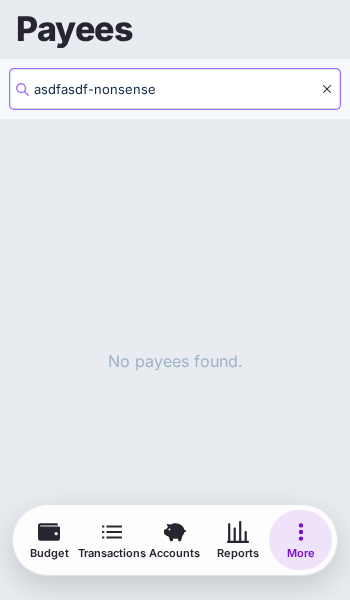 Payees
asdfasdf-nonsense
No payees found.
Budget Transactions Accounts Reports More